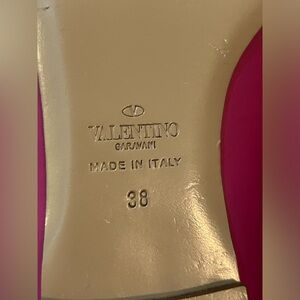 VALENTINO
GARAVANI
MADE IN ITALY
38